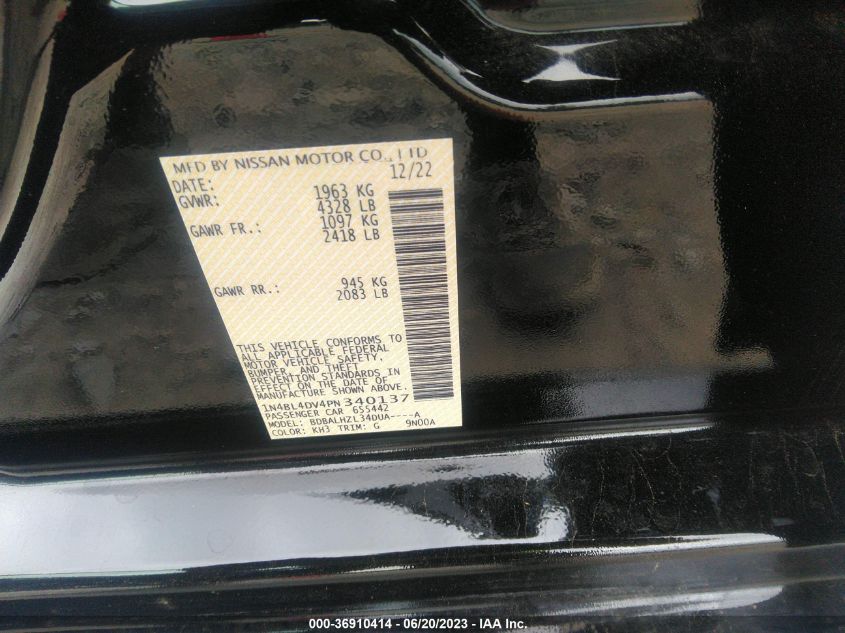 MFD BY NISSAN MOTOR CO., LTD
DATE: 12/22
GVWR: 1963 KG
4328 LB
GAWR FR.: 1097 KG
2418 LB
GAWR RR.: 945 KG
2083 LB
THIS VEHICLE CONFORMS TO
ALL APPLICABLE FEDERAL
MOTOR VEHICLE SAFETY,
BUMPER, AND THEFT
PREVENTION STANDARDS IN
EFFECT ON THE DATE OF
MANUFACTURE SHOWN ABOVE.
1N4BL4DV4PN340137
PASSENGER CAR 655442
MODEL: BDBALHZL34DUA----A
COLOR: KH3 TRIM: G 9N00A
000-36910414 - 06/20/2023 - IAA Inc.